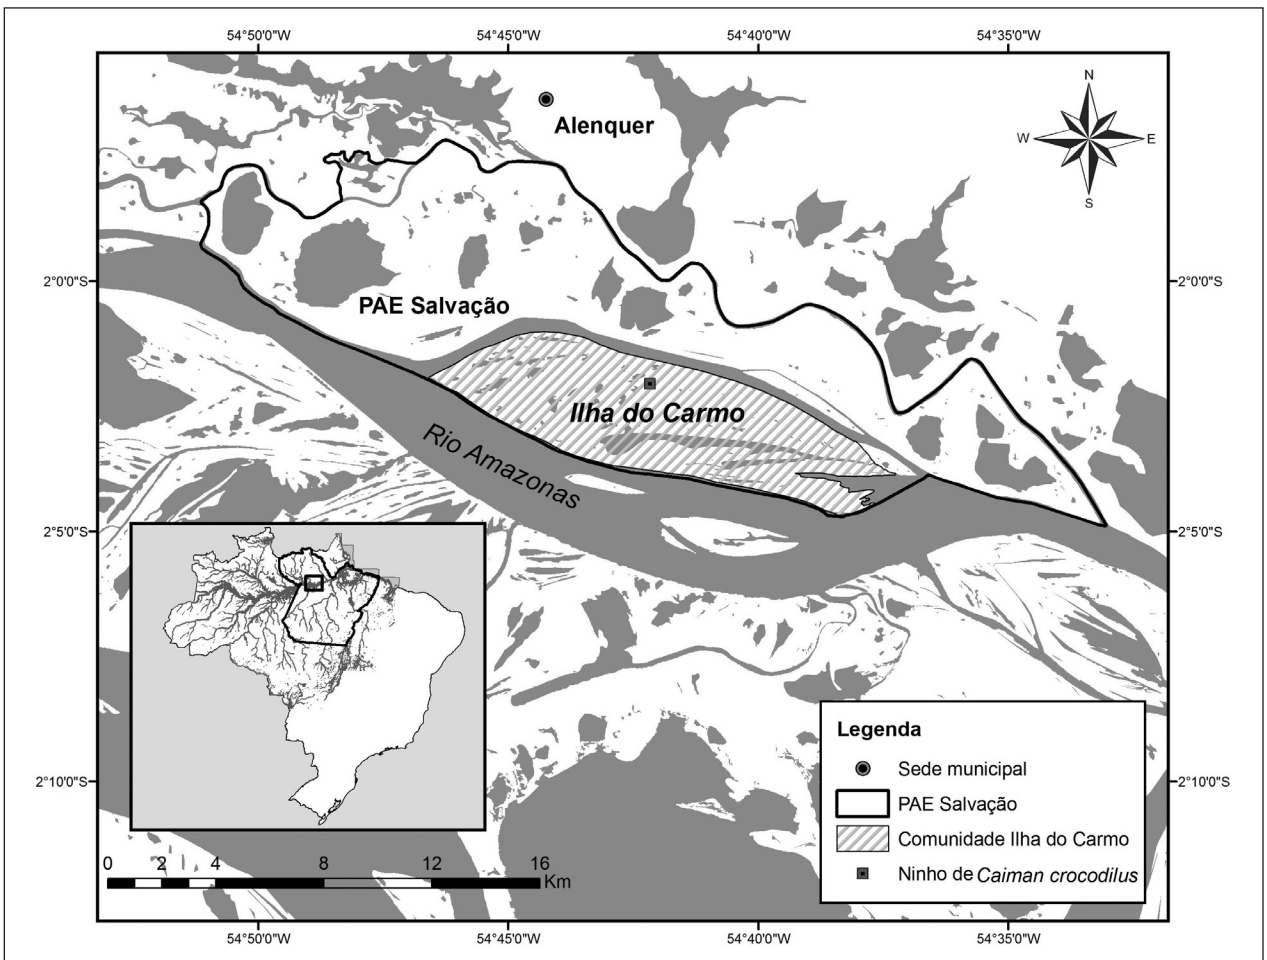 54°50'0"W 54°45'0"W 54°40'0"W 54°35'0"W
N
W E
S
Alenquer
2°0'0"S 2°0'0"S
PAE Salvação
Ilha do Carmo
Rio Amazonas
2°5'0"S 2°5'0"S
Legenda
Sede municipal
2°10'0"S 2°10'0"S
PAE Salvação
Comunidade Ilha do Carmo
Ninho de Caiman crocodilus
0 2 4 8 12 16
Km
54°50'0"W 54°45'0"W 54°40'0"W 54°35'0"W